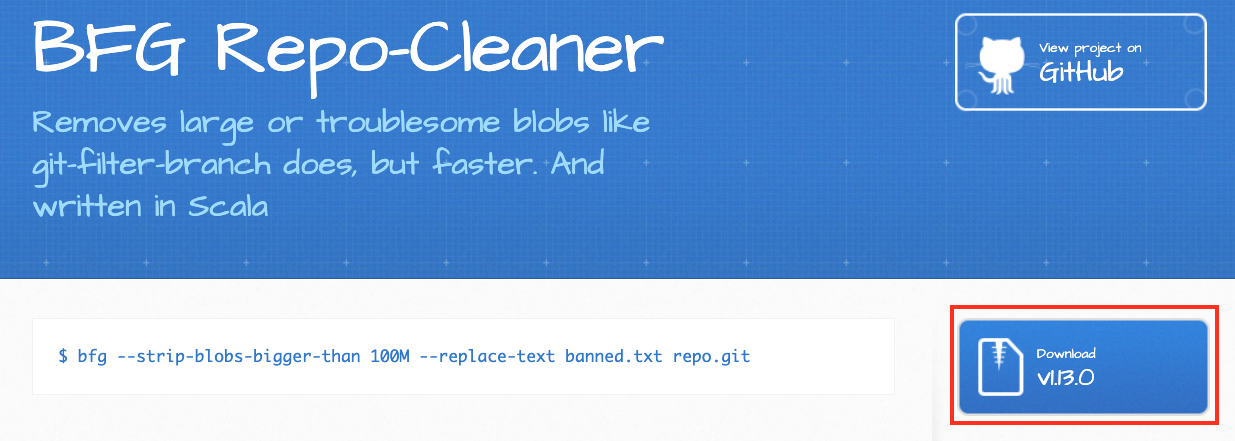 BFG Repo-Cleaner
View project on
GitHub
Removes large or troublesome blobs like
git-filter-branch does, but faster. And
written in Scala
$ bfg --strip-blobs-bigger-than 100M --replace-text banned.txt repo.git
Download
v1.13.0